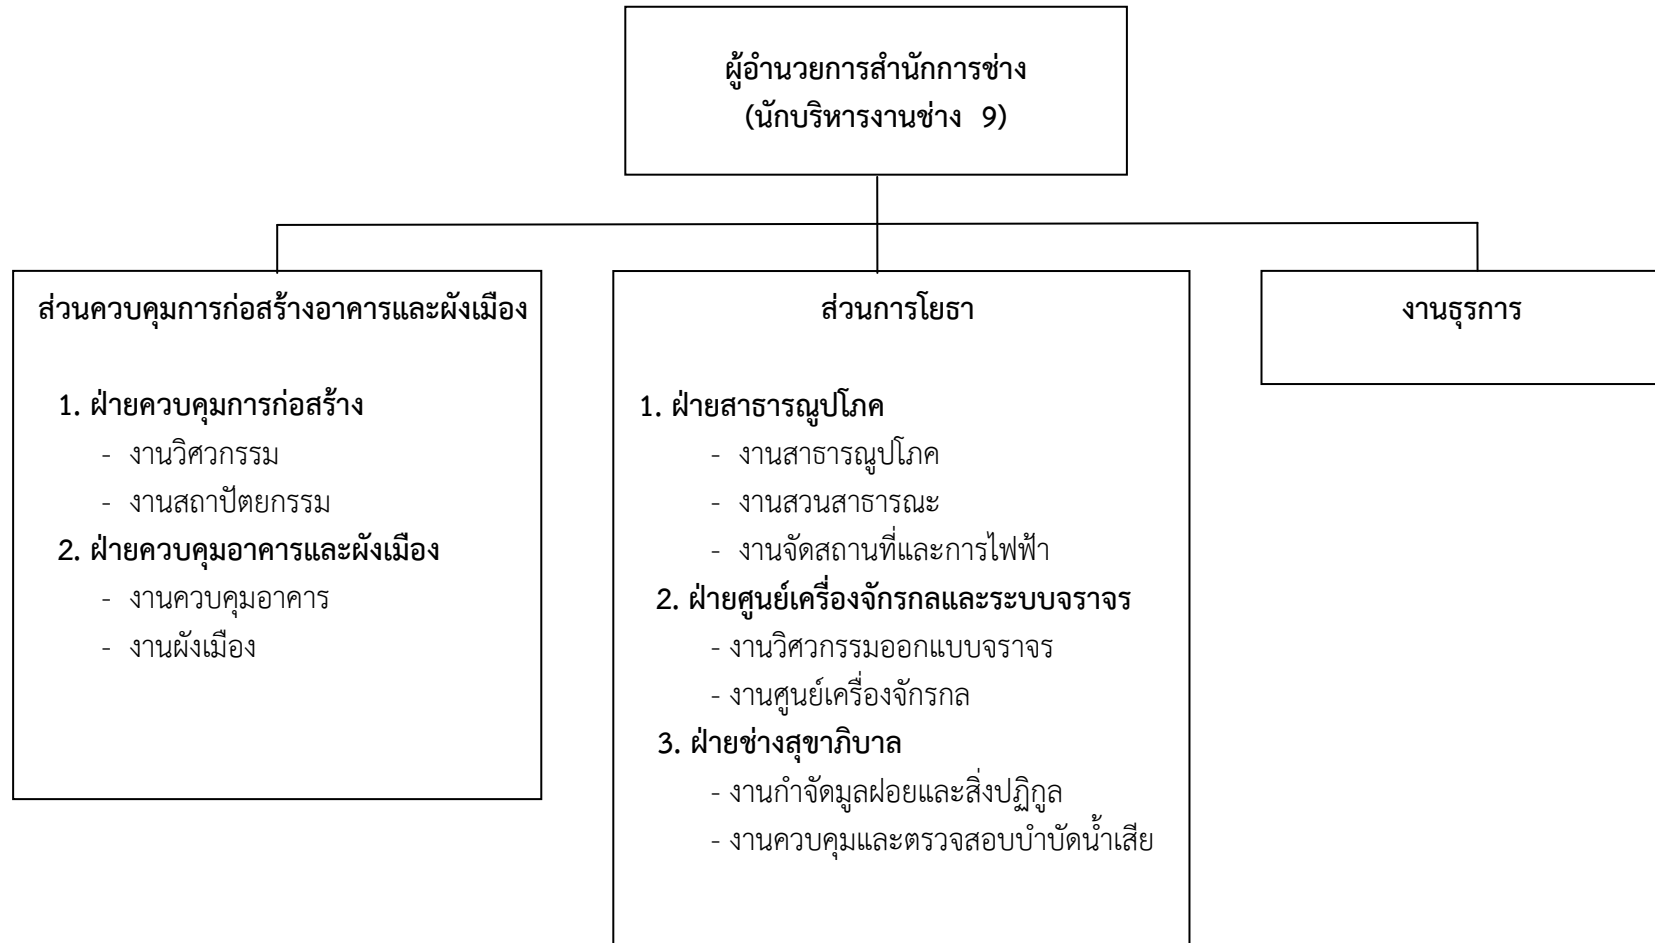 ผู้อำนวยการสำนักการช่าง
(นักบริหารงานช่าง 9)
ส่วนควบคุมการก่อสร้างอาคารและผังเมือง
1. ฝ่ายควบคุมการก่อสร้าง
- งานวิศวกรรม
- งานสถาปัตยกรรม
2. ฝ่ายควบคุมอาคารและผังเมือง
- งานควบคุมอาคาร
- งานผังเมือง
ส่วนการโยธา
1. ฝ่ายสาธารณูปโภค
- งานสาธารณูปโภค
- งานสวนสาธารณะ
- งานจัดสถานที่และการไฟฟ้า
2. ฝ่ายศูนย์เครื่องจักรกลและระบบจราจร
- งานวิศวกรรมออกแบบจราจร
- งานศูนย์เครื่องจักรกล
3. ฝ่ายช่างสุขาภิบาล
- งานกำจัดมูลฝอยและสิ่งปฏิกูล
- งานควบคุมและตรวจสอบบำบัดน้ำเสีย
งานธุรการ